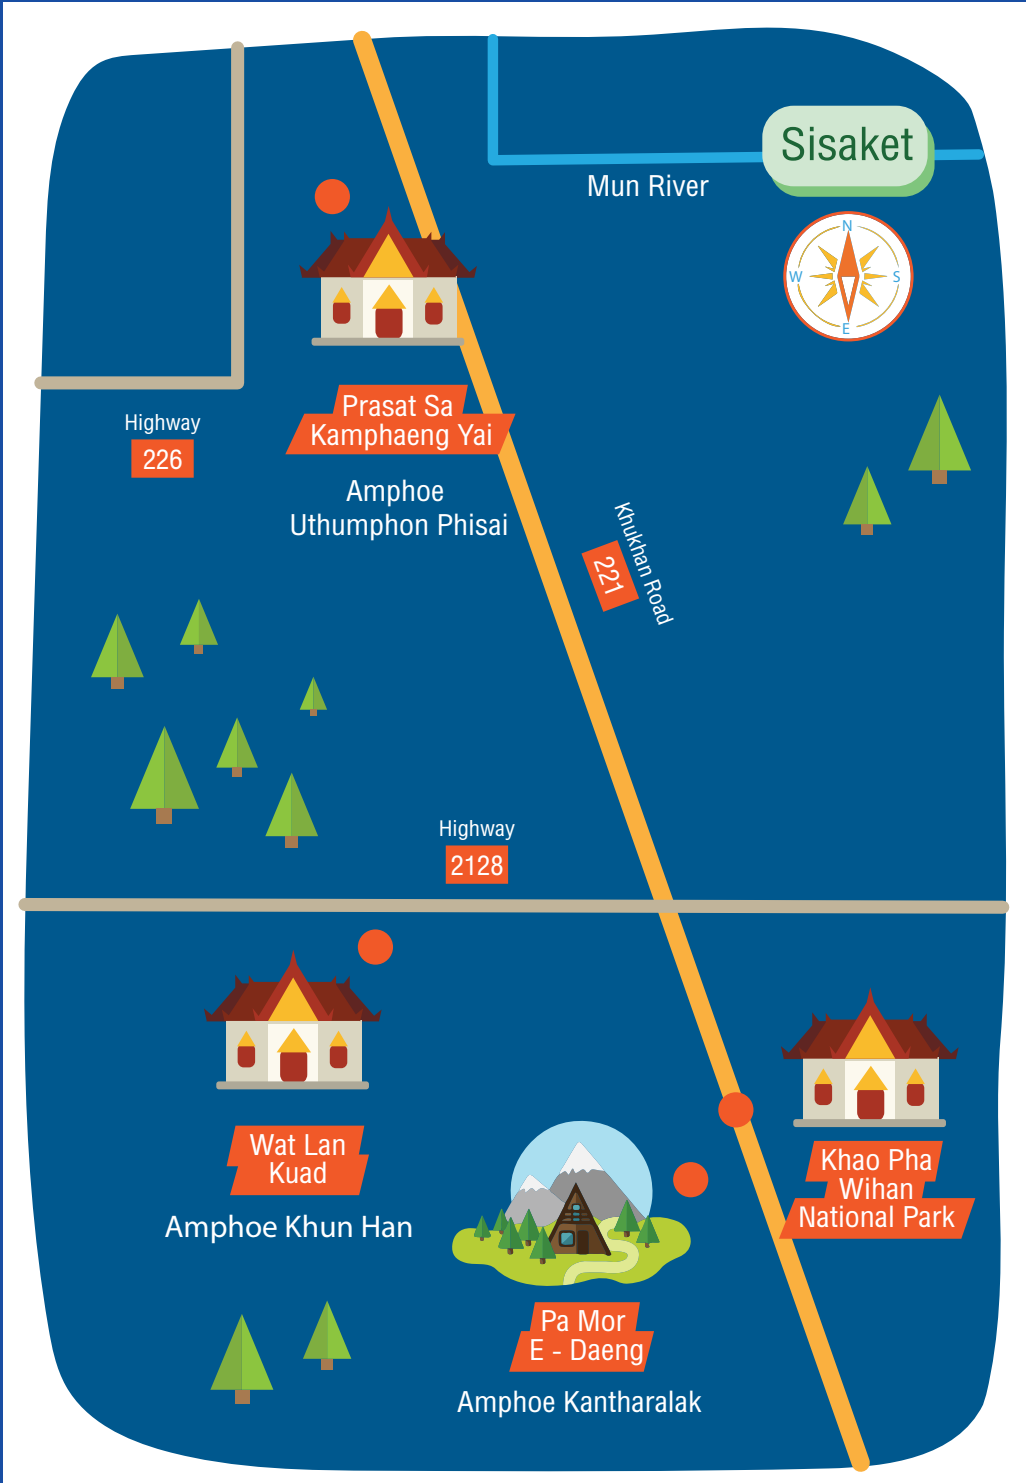 Sisaket
Mun River
N
W
S
E
Highway
226
Prasat Sa
Kamphaeng Yai
Amphoe
Uthumphon Phisai
Khukhan Road
221
Highway
2128
Wat Lan
Kuad
Amphoe Khun Han
Khao Pha
Wihan
National Park
Pa Mor
E - Daeng
Amphoe Kantharalak